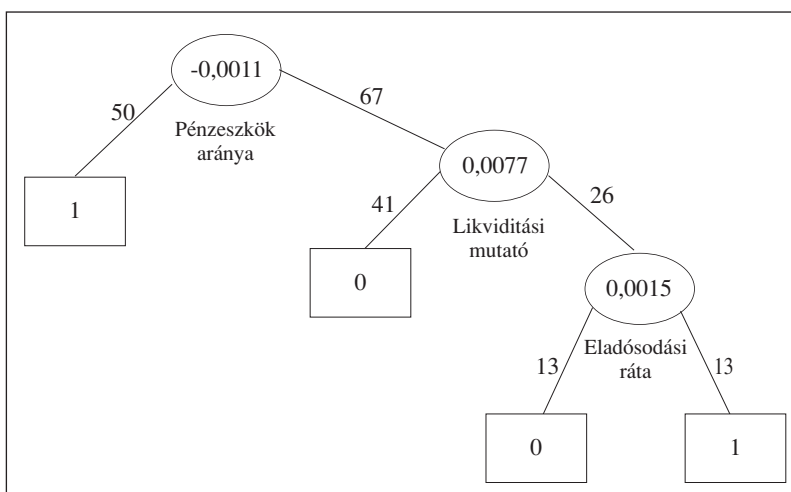 -0,0011
50
67
Pénzeszkök
aránya
1
0,0077
41
26
Likviditási
mutató
0
0,0015
Eladósodási
ráta
13
13
0
1